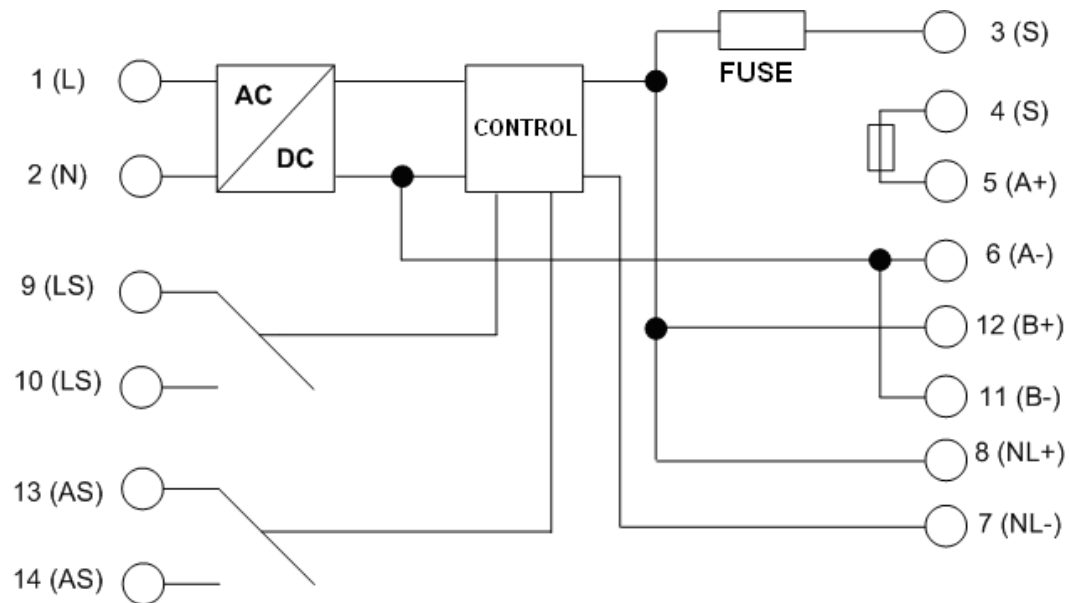 1 (L)
2 (N)
9 (LS)
10 (LS)
13 (AS)
14 (AS)
AC
DC
CONTROL
FUSE
3 (S)
4 (S)
5 (A+)
6 (A-)
12 (B+)
11 (B-)
8 (NL+)
7 (NL-)